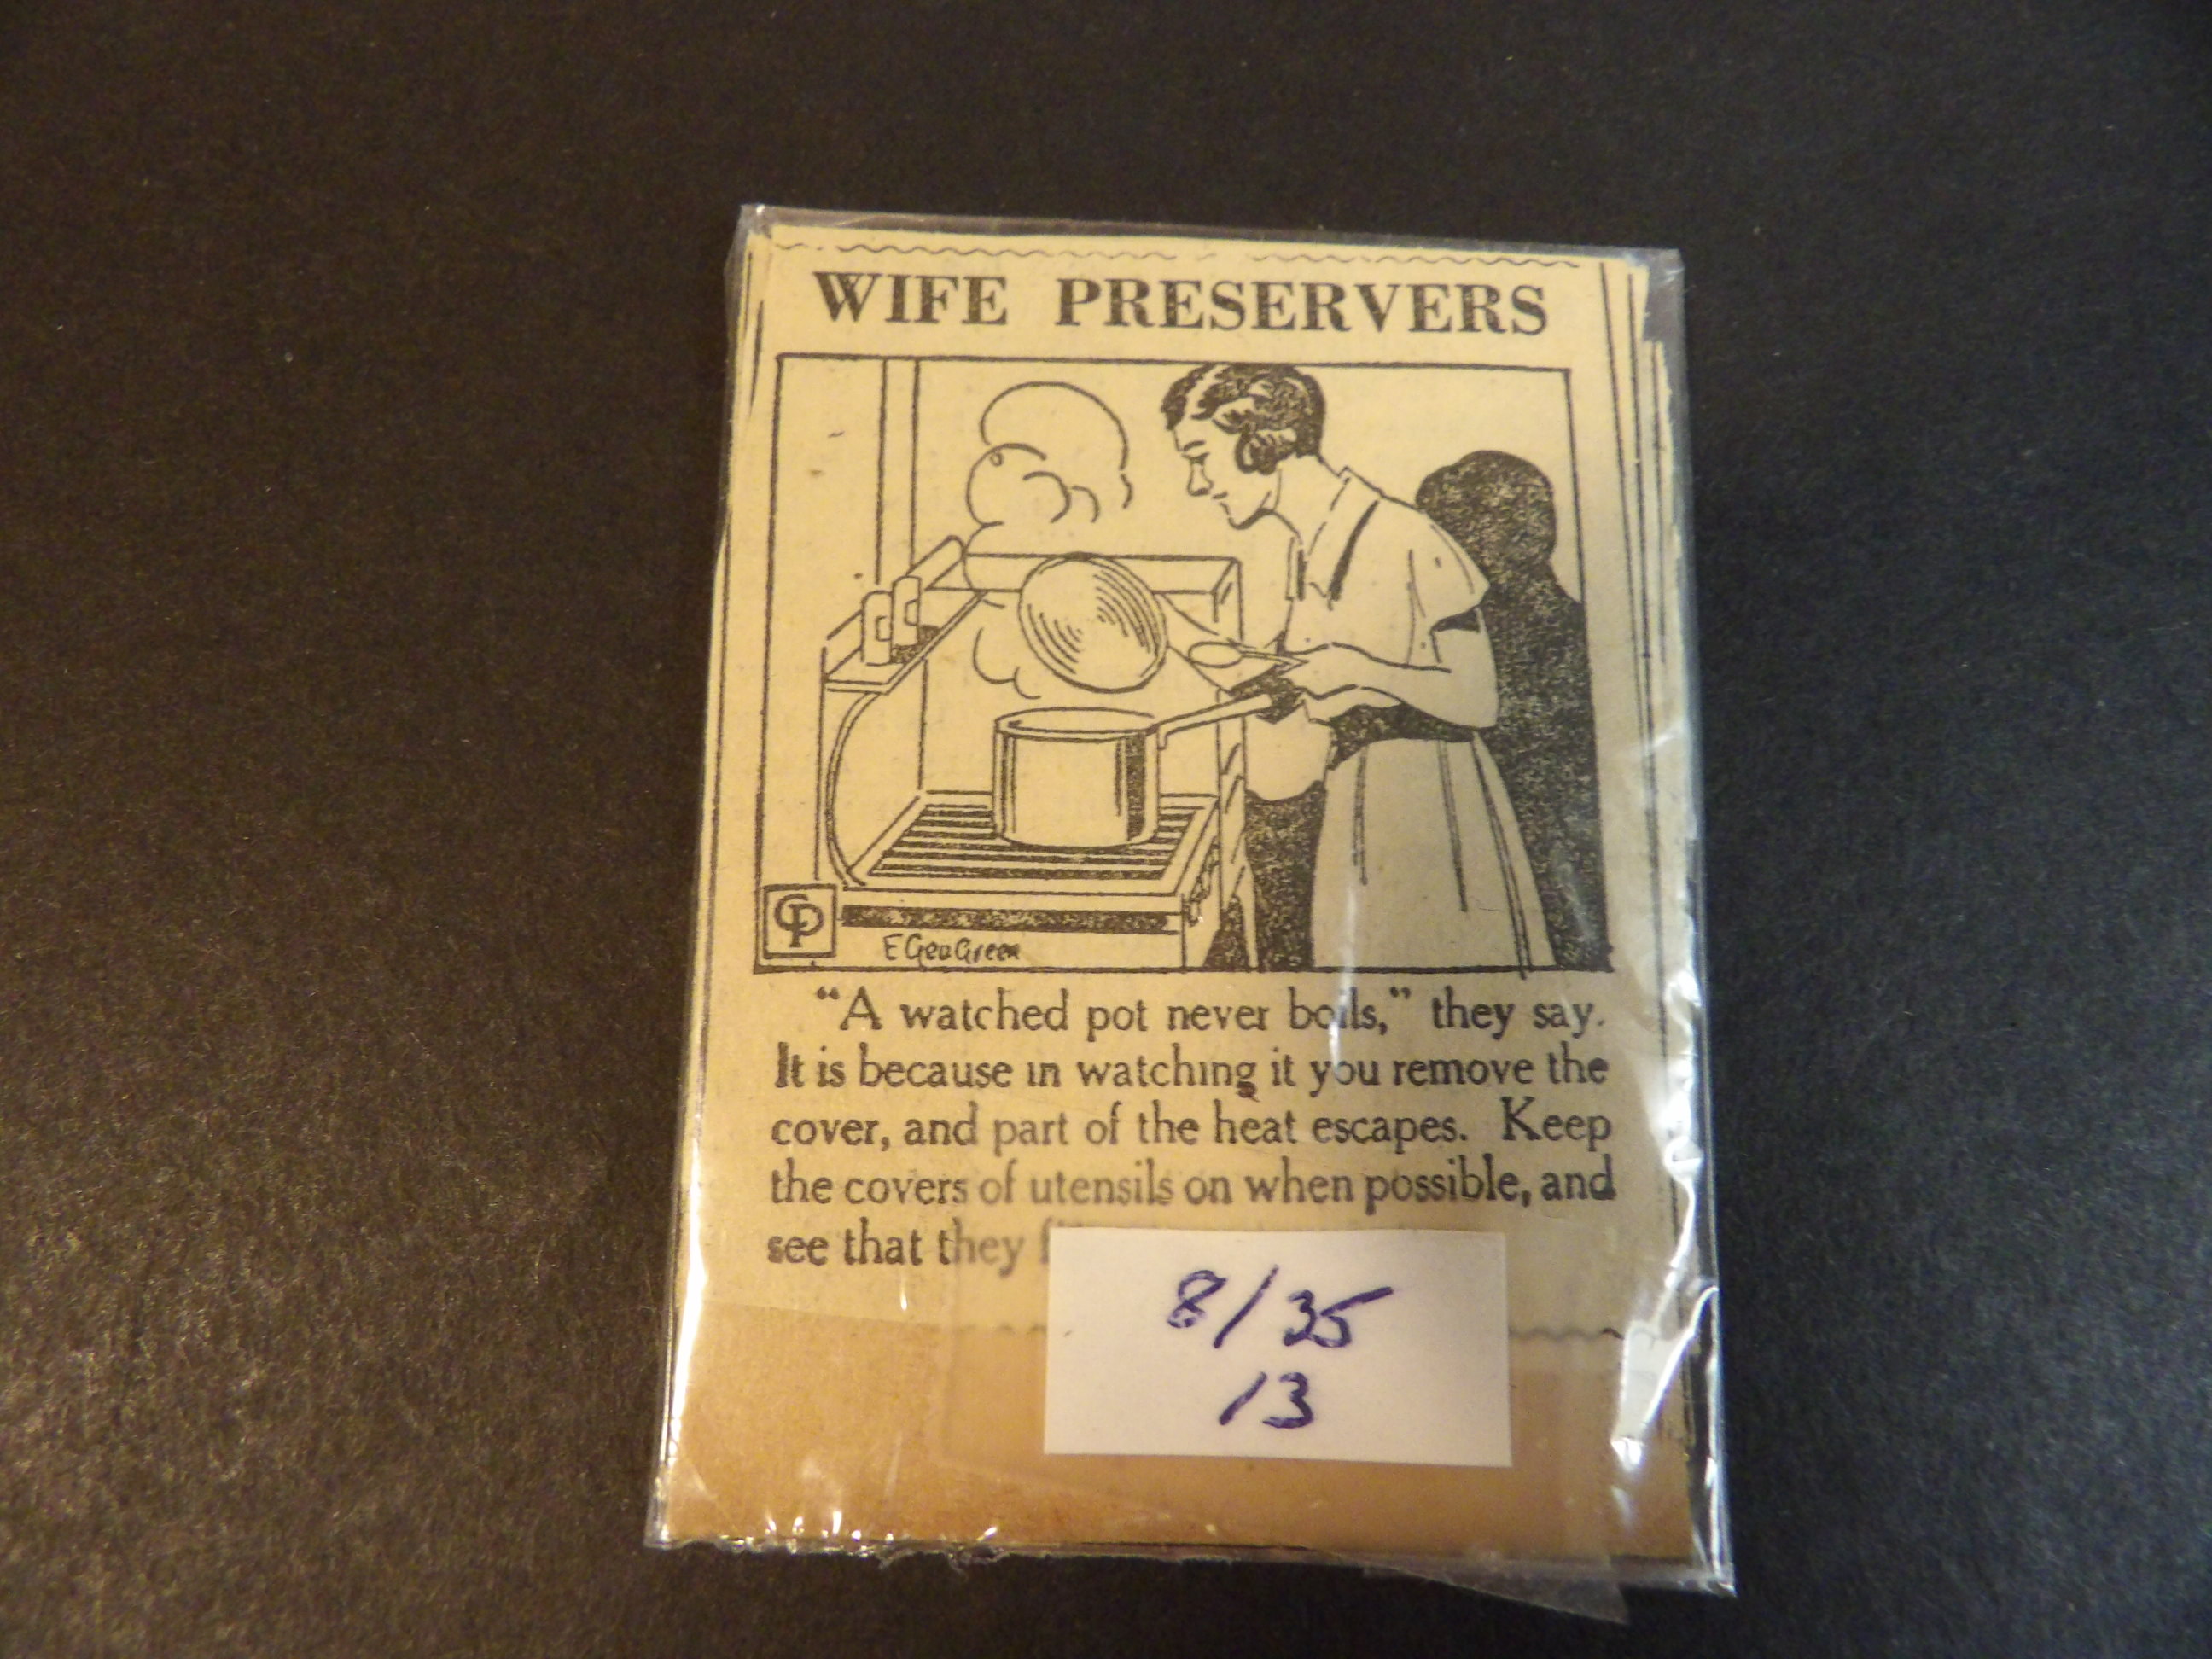 WIFE PRESERVERS
CP
E Geo Green
"A watched pot never boils," they say.
It is because in watching it you remove the
cover, and part of the heat escapes. Keep
the covers of utensils on when possible, and
see that they
8/35
13